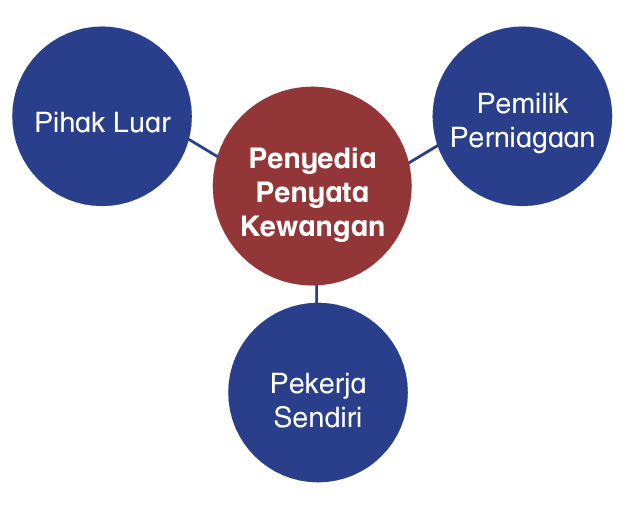 Pihak Luar
Penyedia
Penyata
Kewangan
Pemilik
Perniagaan
Pekerja
Sendiri